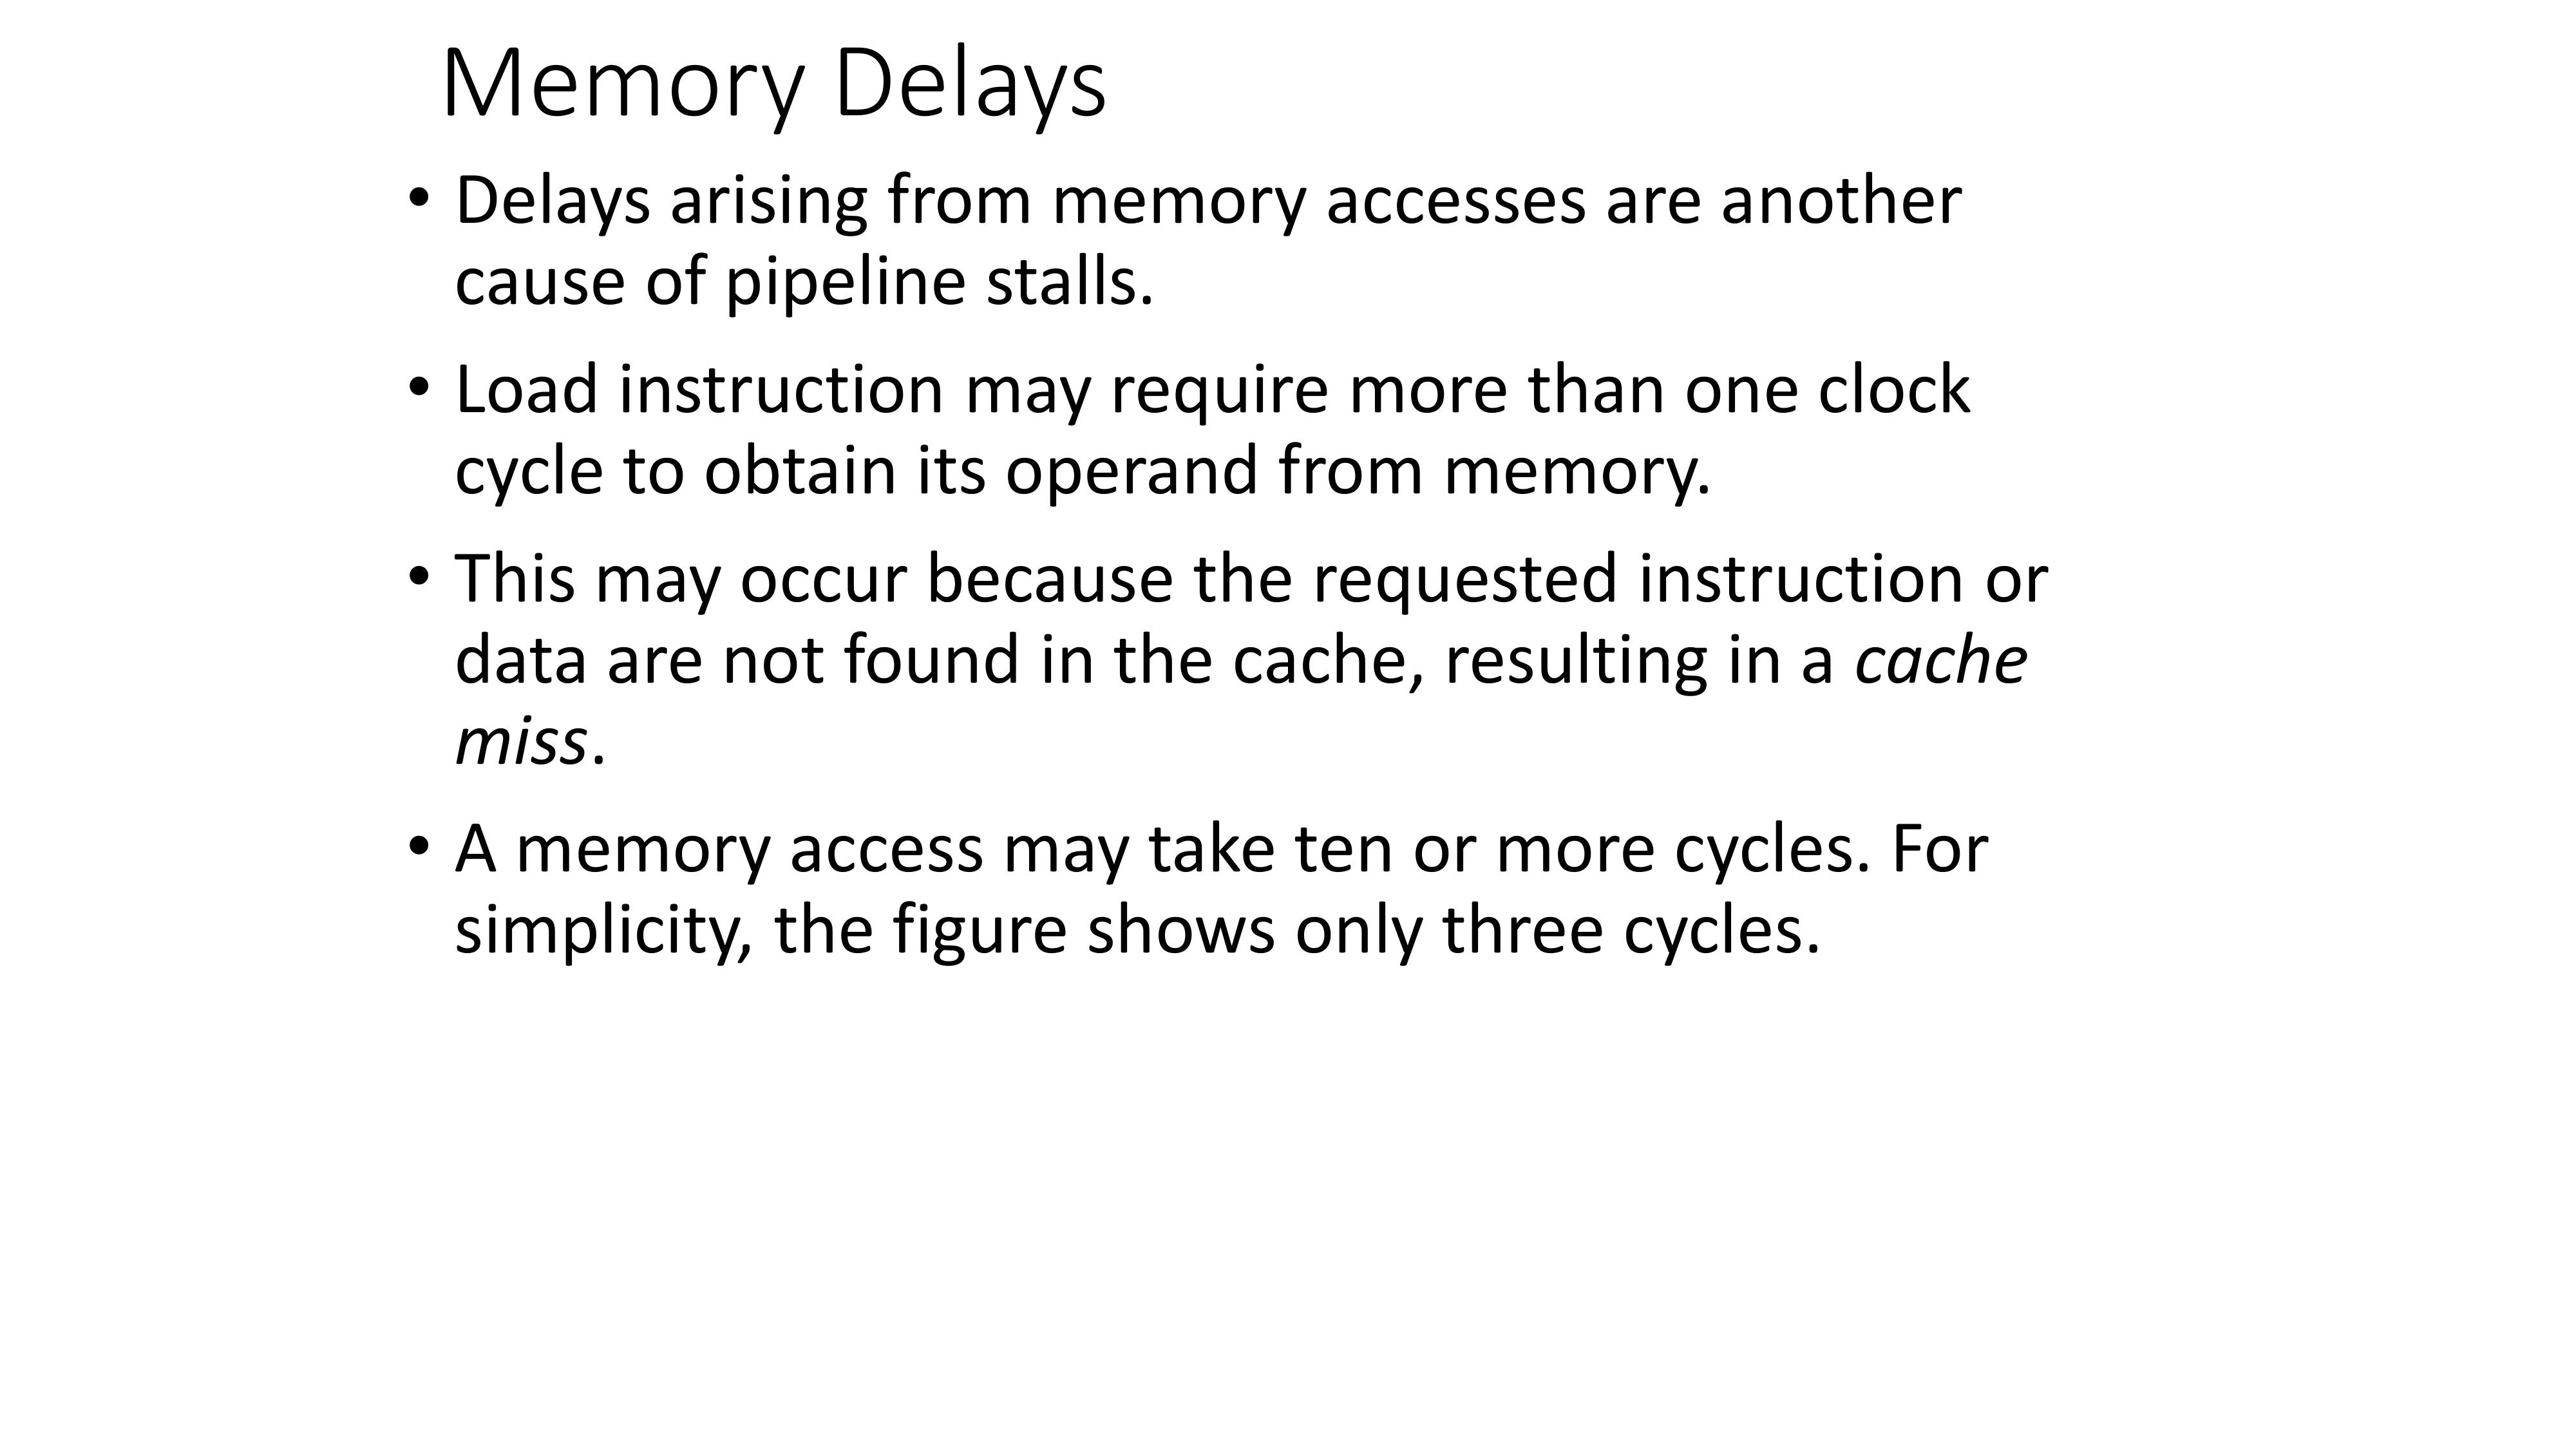 Memory Delays
• Delays arising from memory accesses are another
cause of pipeline stalls.
• Load instruction may require more than one clock
cycle to obtain its operand from memory.
• This may occur because the requested instruction or
data are not found in the cache, resulting in a cache
miss.
• A memory access may take ten or more cycles. For
simplicity, the figure shows only three cycles.